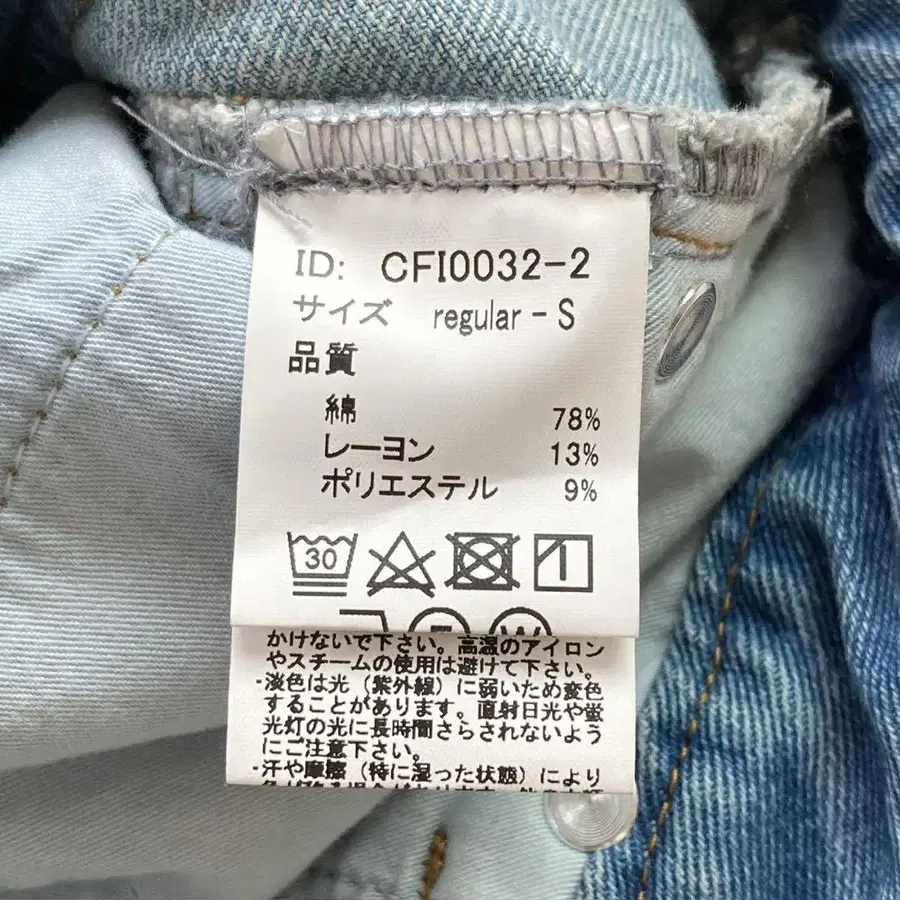 ID: CFI0032-2
サイズ regular-S
品質
綿 78%
レーヨン 13%
ポリエステル 9%
30
かけないで下さい。高温のアイロン
やスチームの使用は避けて下さい。
・淡色は光（紫外線）に弱いため変色
することがあります。直射日光や蛍
光灯の光に長時間さらされないよう
にご注意下さい。
・汗や摩擦（特に湿った状態）により